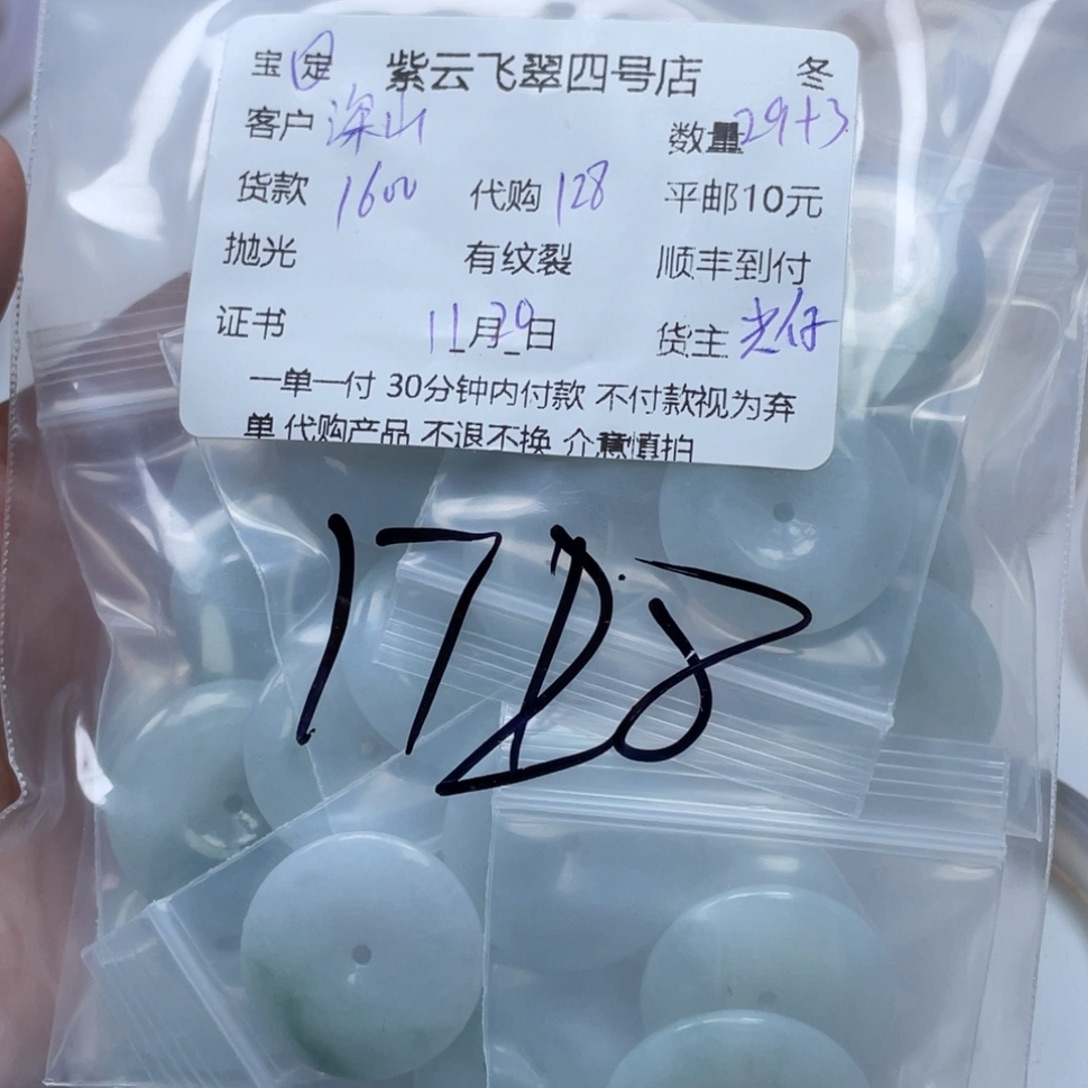 宝 定 紫云飞翠四号店 冬
客户 深山 数量 29+3
货款 1600 代购 128 平邮10元
抛光 有纹裂 顺丰到付
证书 11月29日 货主
一单一付 30分钟内付款 不付款视为弃
单 代购产品 不退不换 介意慎拍
1728